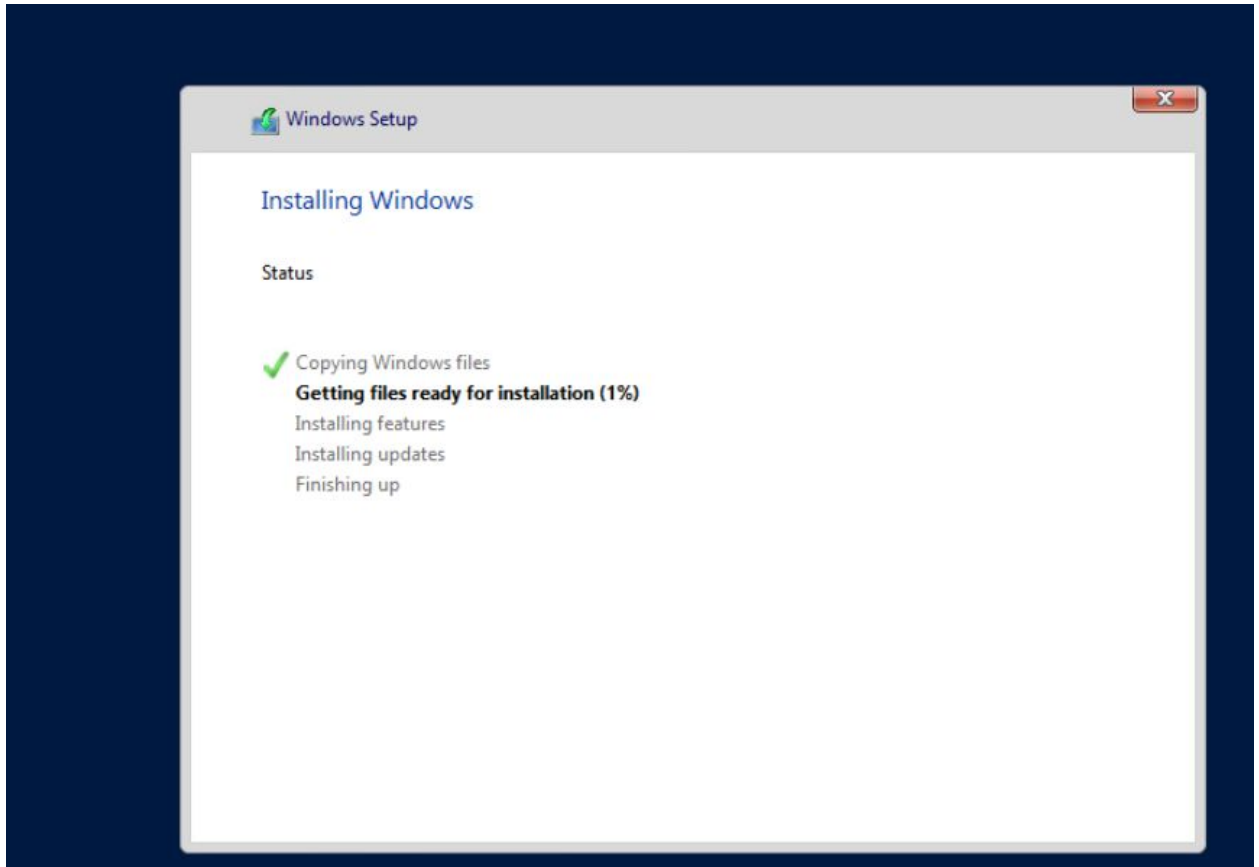 Windows Setup
Installing Windows
Status
Copying Windows files
Getting files ready for installation (1%)
Installing features
Installing updates
Finishing up